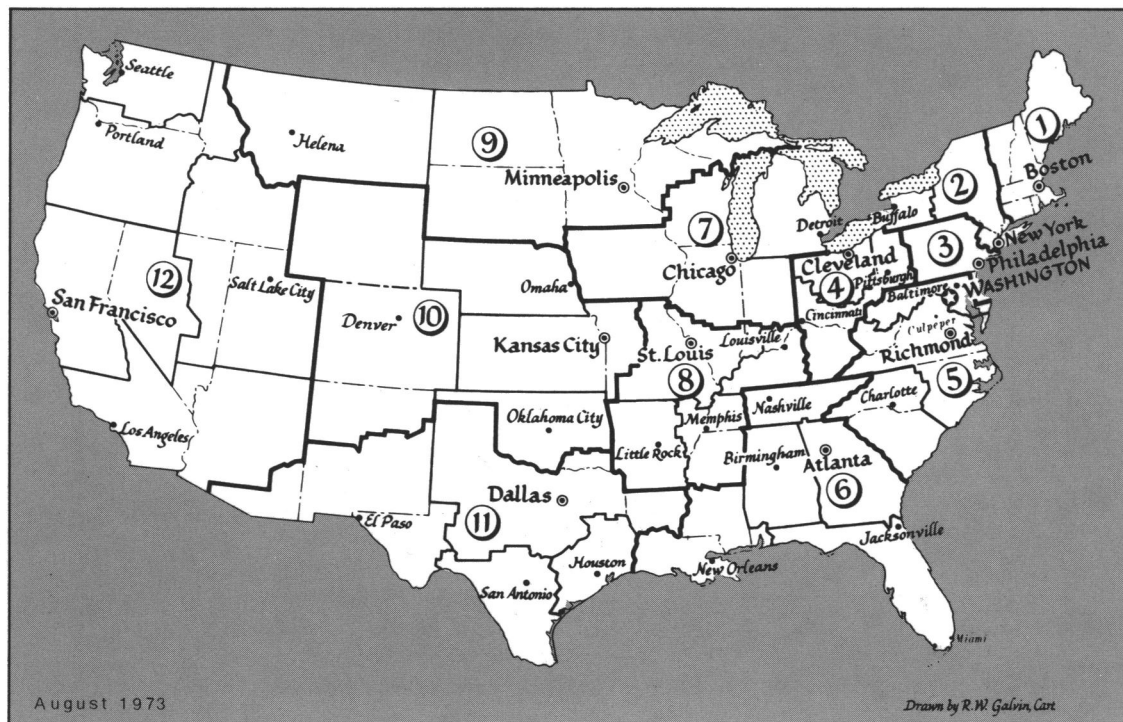 Seattle
Portland
Helena
9
Minneapolis
1
Boston
2
Buffalo
Detroit
7
Chicago
3
New York
Philadelphia
WASHINGTON
Cleveland
Pittsburgh
4
Baltimore
Cincinnati
Culpeper
Richmond
12
San Francisco
Salt Lake City
Omaha
Denver
10
Kansas City
St. Louis
Louisville
8
5
Charlotte
Nashville
Memphis
Oklahoma City
Little Rock
Birmingham
Atlanta
6
Los Angeles
Dallas
11
El Paso
Houston
San Antonio
New Orleans
Jacksonville
Miami
August 1973
Drawn by R.W. Galvin, Cart